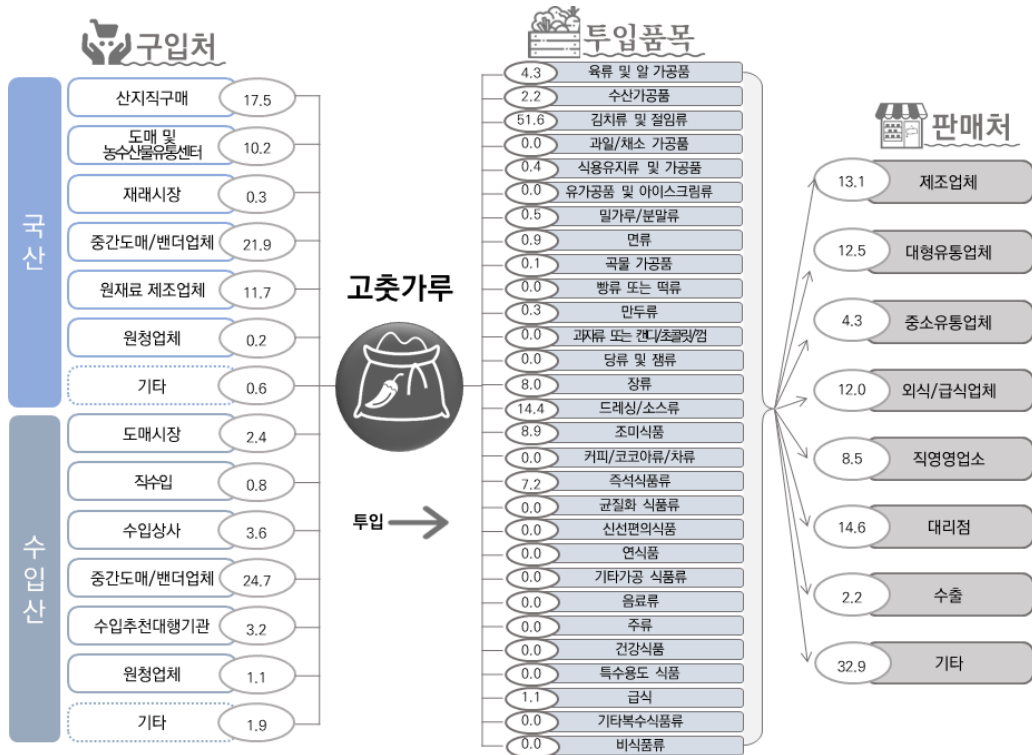 구입처
국산
산지직구매 17.5
도매 및
농수산물유통센터 10.2
재래시장 0.3
중간도매/밴더업체 21.9
원재료 제조업체 11.7
원청업체 0.2
기타 0.6
수입산
도매시장 2.4
직수입 0.8
수입상사 3.6
중간도매/밴더업체 24.7
수입추천대행기관 3.2
원청업체 1.1
기타 1.9
고춧가루
투입
투입품목
4.3 육류 및 알 가공품
2.2 수산가공품
51.6 김치류 및 절임류
0.0 과일/채소 가공품
0.4 식용유지류 및 가공품
0.0 유가공품 및 아이스크림류
0.5 밀가루/분말류
0.9 면류
0.1 곡물 가공품
0.0 빵류 또는 떡류
0.3 만두류
0.0 과자류 또는 캔디/초콜릿/껌
0.0 당류 및 잼류
8.0 장류
14.4 드레싱/소스류
8.9 조미식품
0.0 커피/코코아류/차류
7.2 즉석식품류
0.0 균질화 식품류
0.0 신선편의식품
0.0 연식품
0.0 기타가공 식품류
0.0 음료류
0.0 주류
0.0 건강식품
0.0 특수용도 식품
1.1 급식
0.0 기타복수식품류
0.0 비식품류
판매처
13.1 제조업체
12.5 대형유통업체
4.3 중소유통업체
12.0 외식/급식업체
8.5 직영영업소
14.6 대리점
2.2 수출
32.9 기타